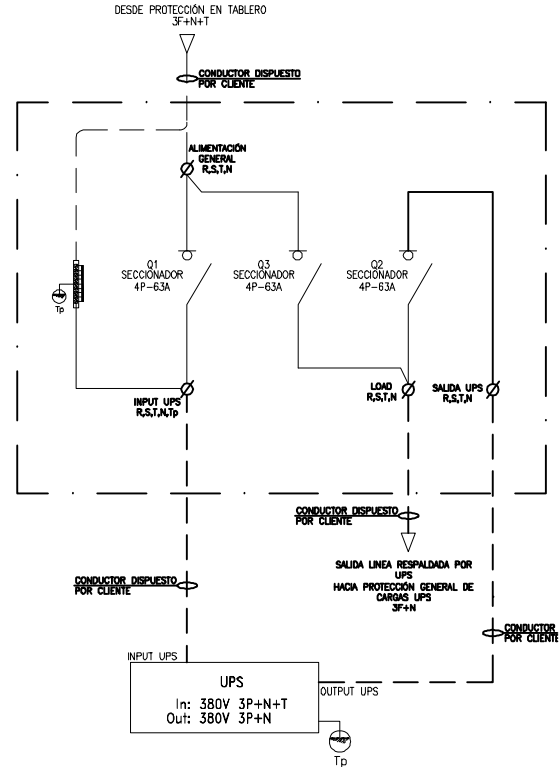 DESDE PROTECCIÓN EN TABLERO
3F+N+T
CONDUCTOR DISPUESTO
POR CLIENTE
ALIMENTACIÓN
GENERAL
R,S,T,N
Q1
SECCIONADOR
4P-63A
Q3
SECCIONADOR
4P-63A
Q2
SECCIONADOR
4P-63A
Tp
INPUT UPS
R,S,T,N,Tp
LOAD
R,S,T,N
SALIDA UPS
R,S,T,N
CONDUCTOR DISPUESTO
POR CLIENTE
SALIDA LINEA RESPALDADA POR
UPS
HACIA PROTECCIÓN GENERAL DE
CARGAS UPS
3F+N
CONDUCTOR DISPUESTO
POR CLIENTE
CONDUCTOR
POR CLIENTE
INPUT UPS
UPS
In: 380V 3P+N+T
Out: 380V 3P+N
OUTPUT UPS
Tp